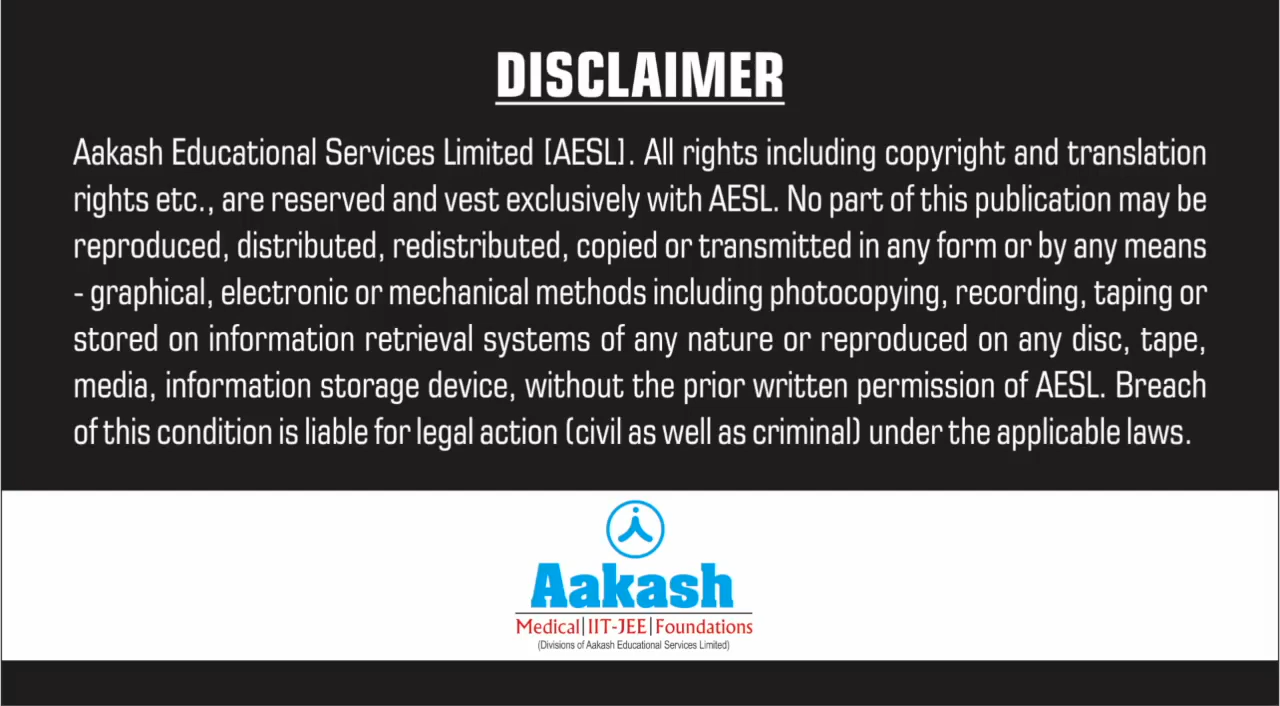 DISCLAIMER
Aakash Educational Services Limited [AESL]. All rights including copyright and translation
rights etc., are reserved and vest exclusively with AESL. No part of this publication may be
reproduced, distributed, redistributed, copied or transmitted in any form or by any means
- graphical, electronic or mechanical methods including photocopying, recording, taping or
stored on information retrieval systems of any nature or reproduced on any disc, tape,
media, information storage device, without the prior written permission of AESL. Breach
of this condition is liable for legal action (civil as well as criminal) under the applicable laws.
Aakash
Medical|IIT-JEE|Foundations
(Divisions of Aakash Educational Services Limited)